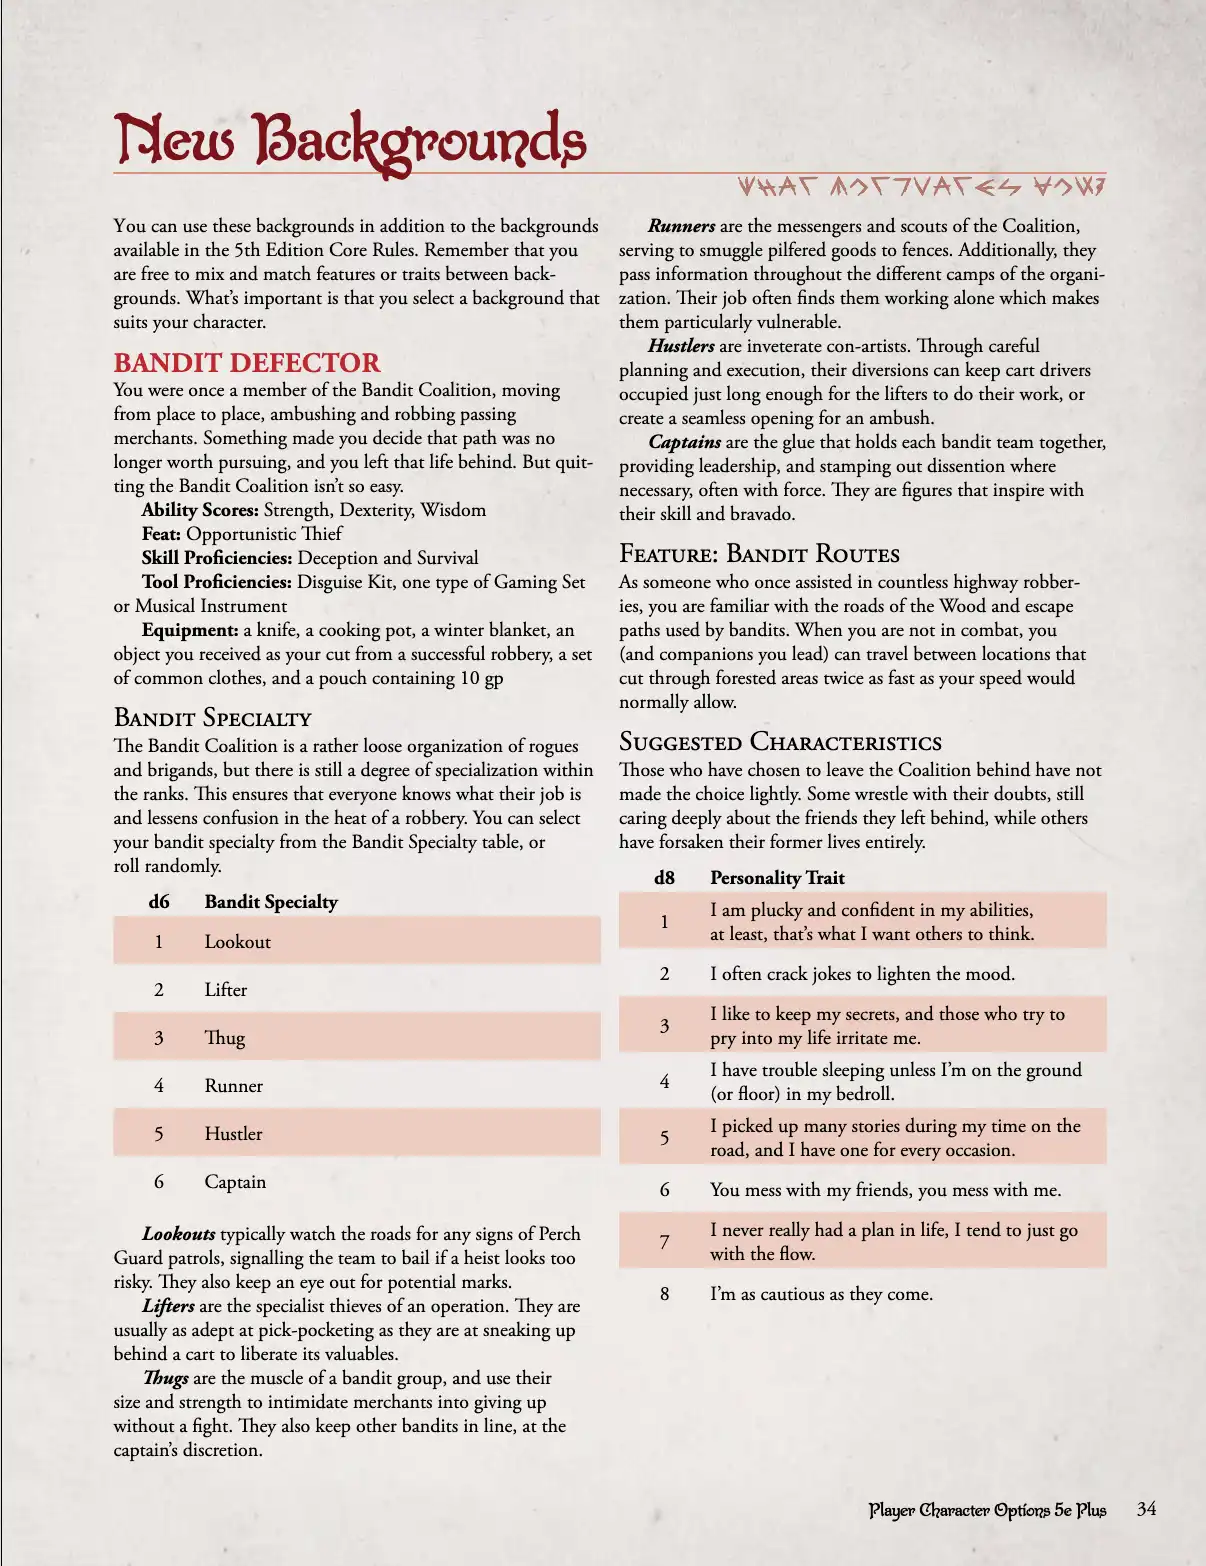 New Backgrounds
You can use these backgrounds in addition to the backgrounds
available in the 5th Edition Core Rules. Remember that you
are free to mix and match features or traits between back-
grounds. What's important is that you select a background that
suits your character.
BANDIT DEFECTOR
You were once a member of the Bandit Coalition, moving
from place to place, ambushing and robbing passing
merchants. Something made you decide that path was no
longer worth pursuing, and you left that life behind. But quit-
ting the Bandit Coalition isn't so easy.
Ability Scores: Strength, Dexterity, Wisdom
Feat: Opportunistic Thief
Skill Proficiencies: Deception and Survival
Tool Proficiencies: Disguise Kit, one type of Gaming Set
or Musical Instrument
Equipment: a knife, a cooking pot, a winter blanket, an
object you received as your cut from a successful robbery, a set
of common clothes, and a pouch containing 10 gp
Bandit Specialty
The Bandit Coalition is a rather loose organization of rogues
and brigands, but there is still a degree of specialization within
the ranks. This ensures that everyone knows what their job is
and lessens confusion in the heat of a robbery. You can select
your bandit specialty from the Bandit Specialty table, or
roll randomly.
d6 Bandit Specialty
1 Lookout
2 Lifter
3 Thug
4 Runner
5 Hustler
6 Captain
Lookouts typically watch the roads for any signs of Perch
Guard patrols, signalling the team to bail if a heist looks too
risky. They also keep an eye out for potential marks.
Lifters are the specialist thieves of an operation. They are
usually as adept at pick-pocketing as they are at sneaking up
behind a cart to liberate its valuables.
Thugs are the muscle of a bandit group, and use their
size and strength to intimidate merchants into giving up
without a fight. They also keep other bandits in line, at the
captain's discretion.
Runners are the messengers and scouts of the Coalition,
serving to smuggle pilfered goods to fences. Additionally, they
pass information throughout the different camps of the organi-
zation. Their job often finds them working alone which makes
them particularly vulnerable.
Hustlers are inveterate con-artists. Through careful
planning and execution, their diversions can keep cart drivers
occupied just long enough for the lifters to do their work, or
create a seamless opening for an ambush.
Captains are the glue that holds each bandit team together,
providing leadership, and stamping out dissention where
necessary, often with force. They are figures that inspire with
their skill and bravado.
Feature: Bandit Routes
As someone who once assisted in countless highway robber-
ies, you are familiar with the roads of the Wood and escape
paths used by bandits. When you are not in combat, you
(and companions you lead) can travel between locations that
cut through forested areas twice as fast as your speed would
normally allow.
Suggested Characteristics
Those who have chosen to leave the Coalition behind have not
made the choice lightly. Some wrestle with their doubts, still
caring deeply about the friends they left behind, while others
have forsaken their former lives entirely.
d8 Personality Trait
1 I am plucky and confident in my abilities,
at least, that's what I want others to think.
2 I often crack jokes to lighten the mood.
3 I like to keep my secrets, and those who try to
pry into my life irritate me.
4 I have trouble sleeping unless I'm on the ground
(or floor) in my bedroll.
5 I picked up many stories during my time on the
road, and I have one for every occasion.
6 You mess with my friends, you mess with me.
7 I never really had a plan in life, I tend to just go
with the flow.
8 I'm as cautious as they come.
Player Character Options 5e Plus 34